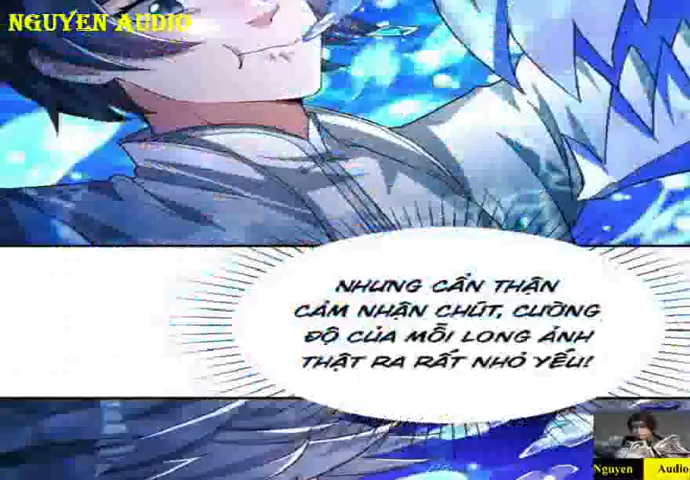 NGUYEN AUDIO
NHƯNG CẨN THẬN
CẢM NHẬN CHÚT, CƯỜNG
ĐỘ CỦA MỖI LONG ẢNH
THẬT RA RẤT NHỎ YẾU!
Nguyen Audio